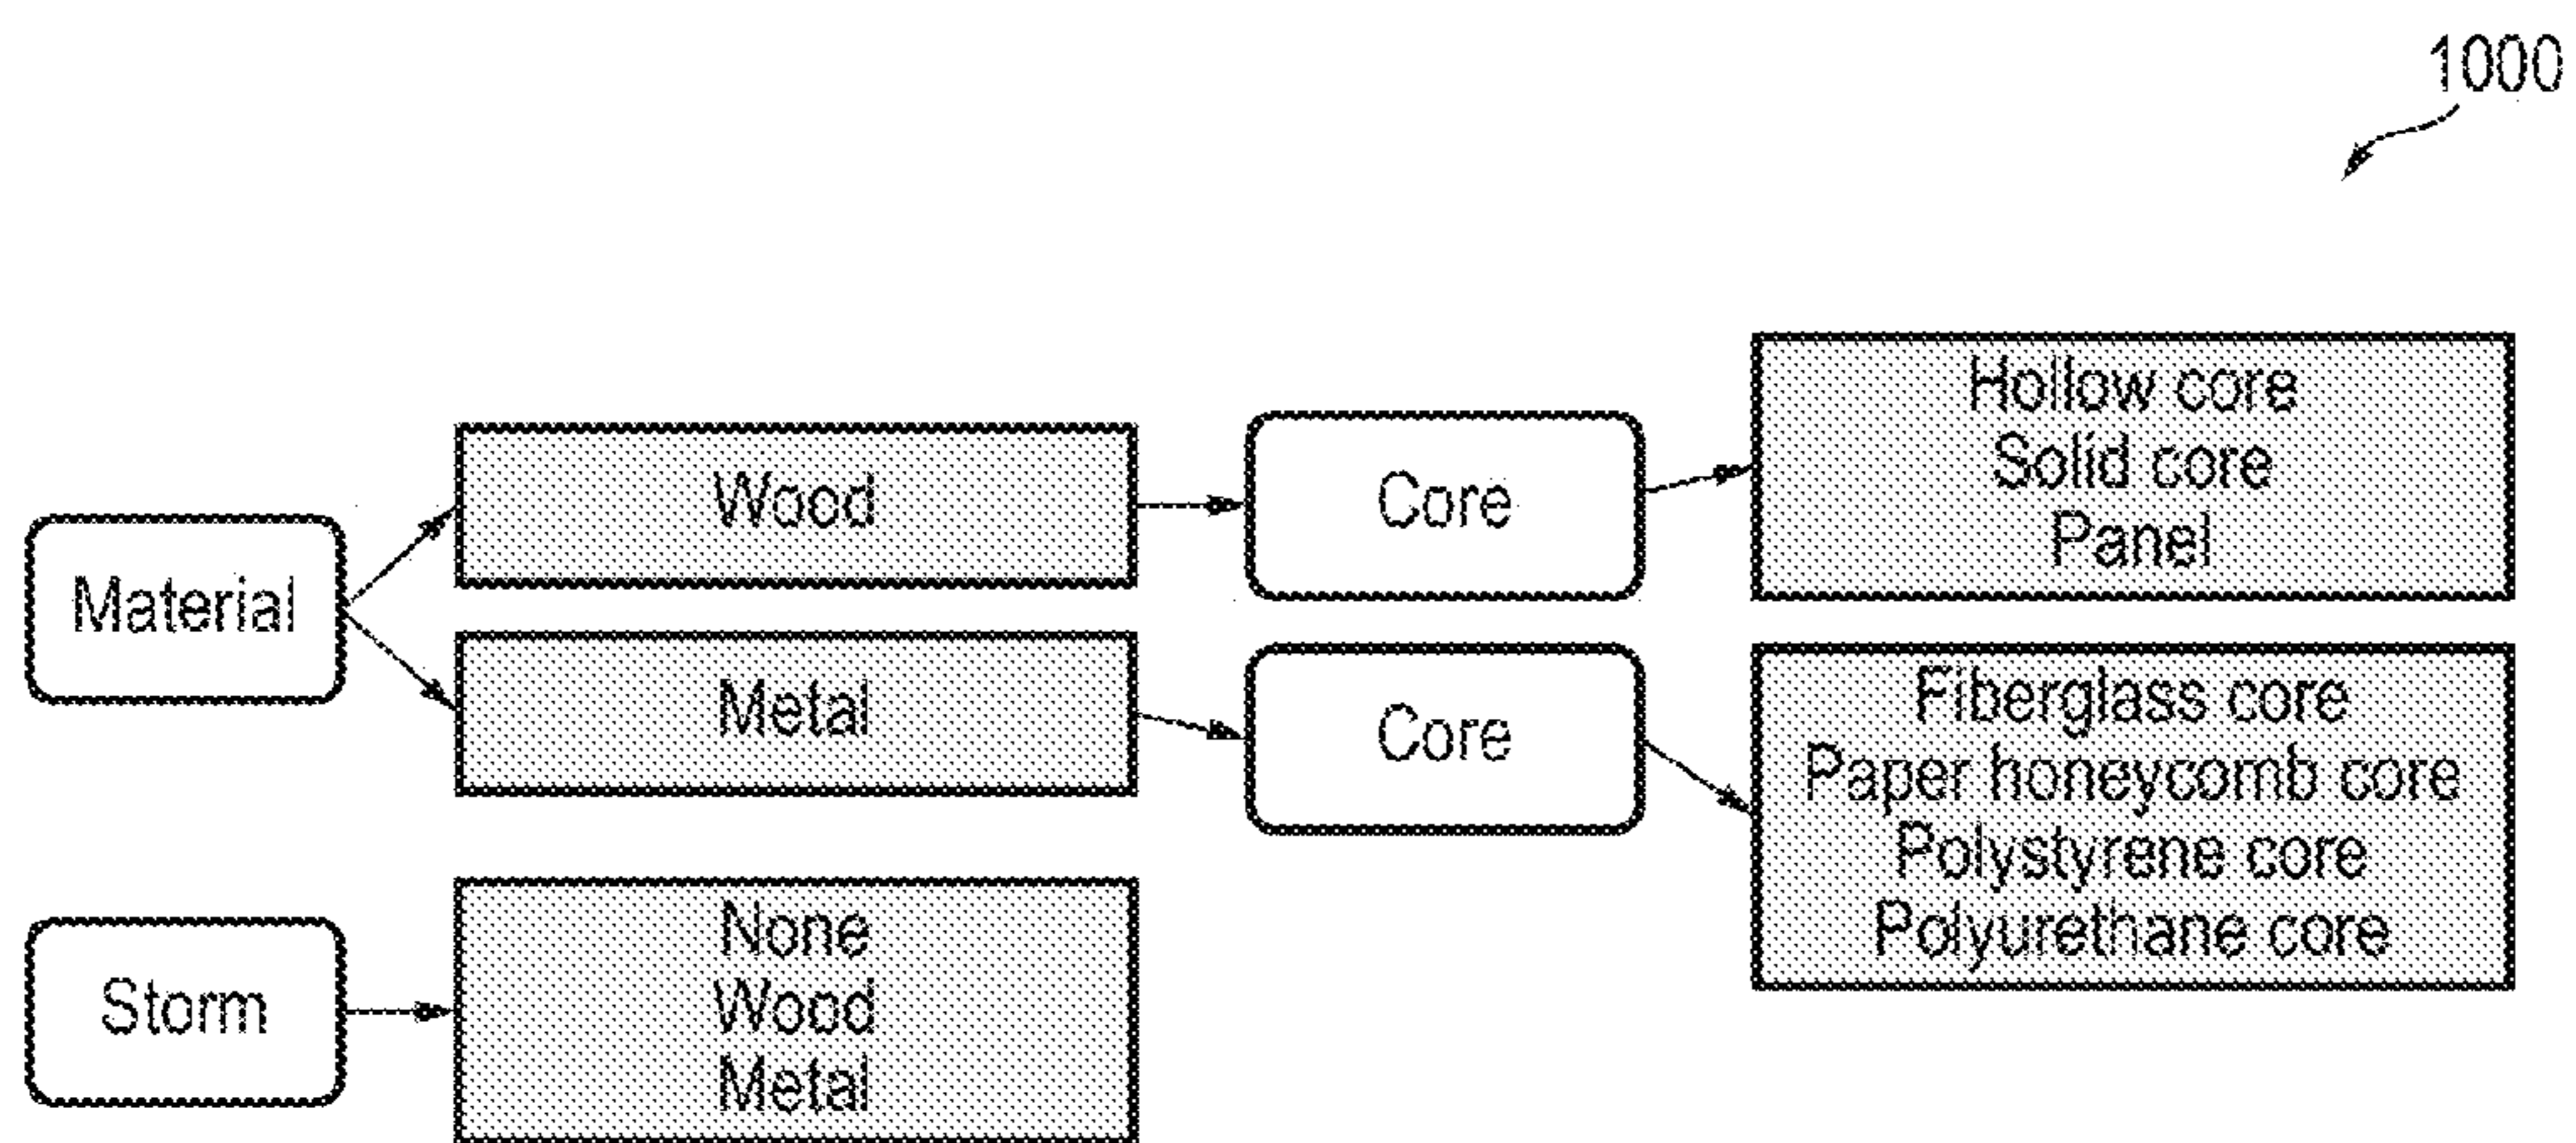 1000
Material
Wood
Core
Hollow core
Solid core
Panel
Metal
Core
Fiberglass core
Paper honeycomb core
Polystyrene core
Polyurethane core
Storm
None
Wood
Metal